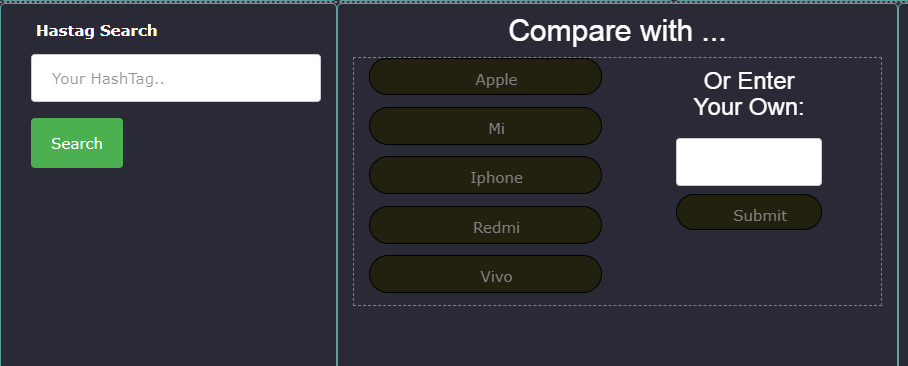 Hastag Search
Your HashTag..
Search
Compare with ...
Apple
Mi
Iphone
Redmi
Vivo
Or Enter
Your Own:
Submit